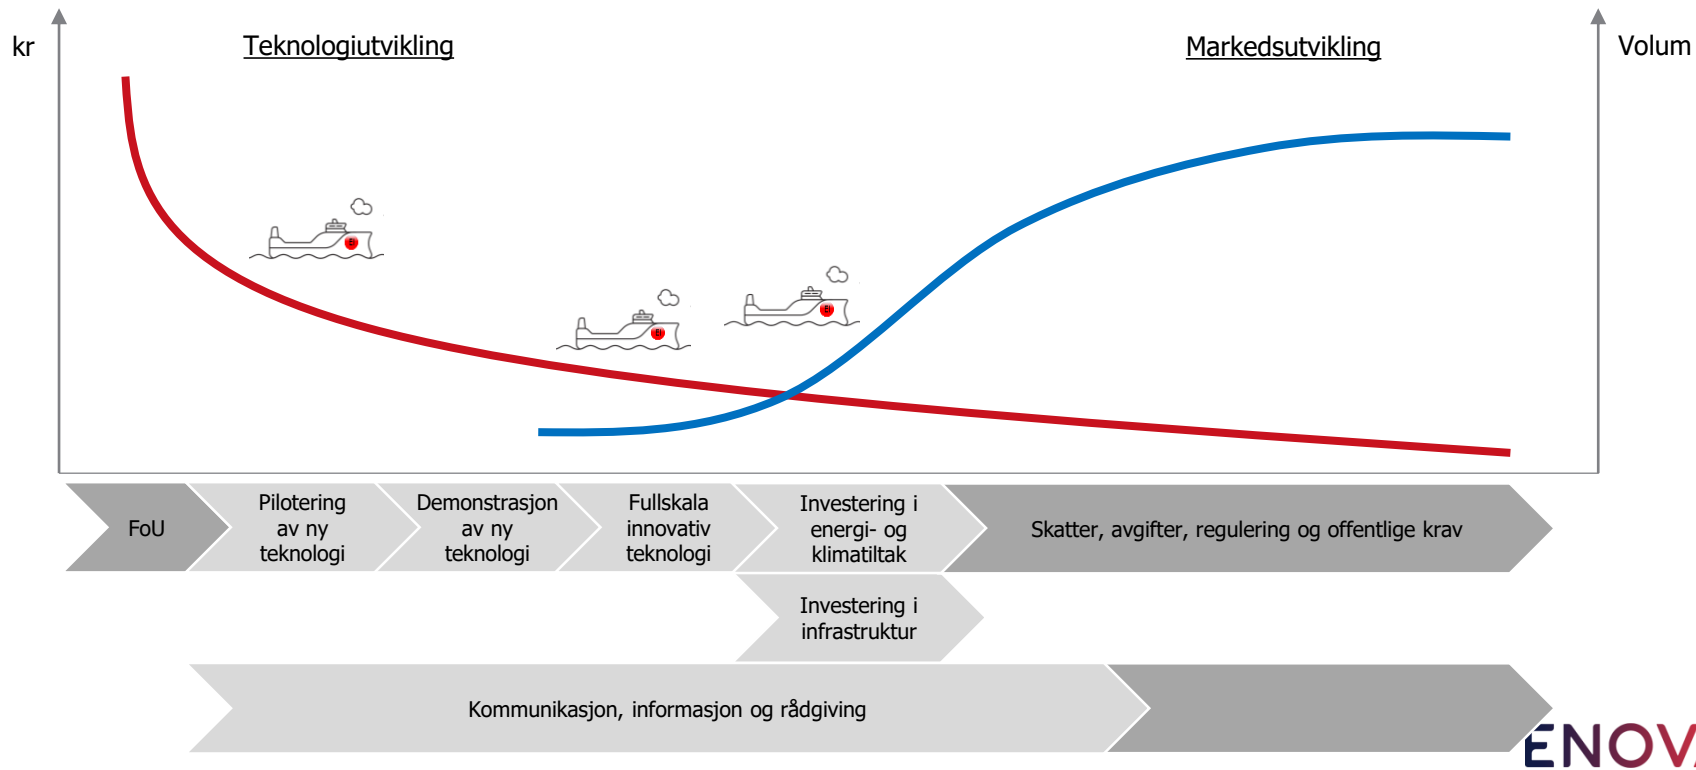 kr
Teknologiutvikling
Markedsutvikling
Volum
FoU
Pilotering
av ny
teknologi
Demonstrasjon
av ny
teknologi
Fullskala
innovativ
teknologi
Investering i
energi- og
klimatiltak
Skatter, avgifter, regulering og offentlige krav
Investering i
infrastruktur
Kommunikasjon, informasjon og rådgiving
ENOVA